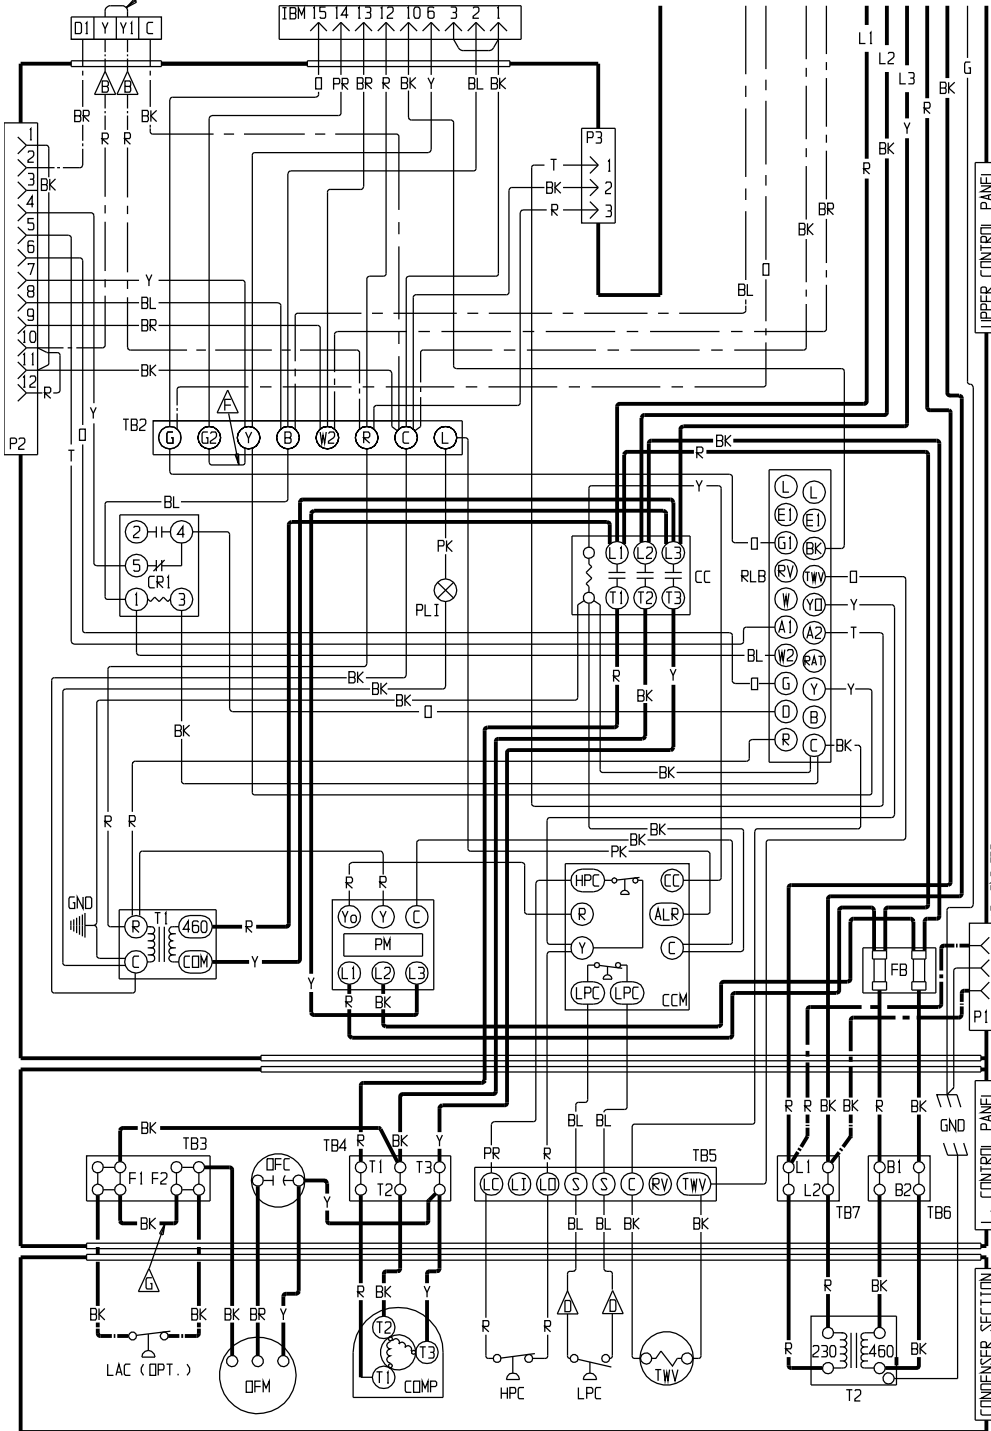 IBM 15 14 13 12 10 6 3 2 1
D1 Y Y1 C
B B
O PR BR R BK Y BL BK
BR R R BK
L1
L2
L3
G
R BK Y R BK
P3
T 1
BK 2
R 3
1
2
3
4
5
6
7
8
9
10
11
12
P2
BK
Y
BL
BR
BK
R
Y
O
T
BL O BK BR
UPPER CONTROL PANEL
F
TB2
G G2 Y B W2 R C L
BK
R
Y
BL
2 4
5
CR1
1 3
PK
PLI
L1 L2 L3
CC
T1 T2 T3
RLB
L L
E1 E1
O G1 BK
RV TWV O
W YO Y
A1 A2 T
BL W2 RAT
O G Y Y
O B
R C BK
R BK Y
BK
BK
BK
O
BK
BK
R R
BK
BK
PK
GND
T1
R 460 R
C COM Y
R R
Yo Y C
PM
L1 L2 L3
Y R BK
HPC CC
R ALR
Y C
LPC LPC
CCM
FB
P1
R R BK BK R BK
GND
BK
TB3
F1 F2
BK
G
OFC
Y
TB4
R BK Y
T1 T3
T2
PR R BL BL
TB5
LC LI LO S S C RV TWV
BL BL BK BK
L1
L2
TB7
B1
B2
TB6
BK BK BK BR Y
LAC (OPT.)
OFM
R BK Y
T2
T3
T1
COMP
R R
HPC
D D
LPC
TWV
R BK
R BK
230 460
T2
CONTROL PANEL
CONDENSER SECTION